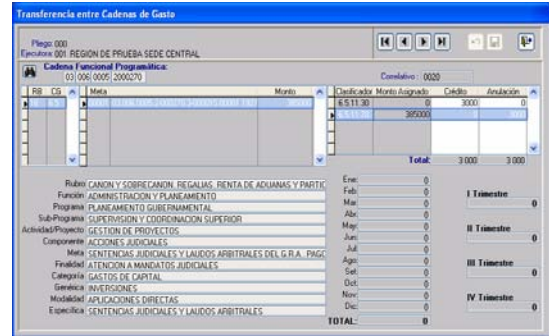 Transferencia entre Cadenas de Gasto
Pliego: 000
Ejecutora: 001 REGION DE PRUEBA SEDE CENTRAL
Cadena Funcional Programática:
03 006 0005 2000270
Correlativo : 0020
RB CG Meta Monto
Clasificador Monto Asignado Crédito Anulación
6.5.11.30 0 3000 0
385000
Total: 3 000 3 000
Rubro CANON Y SOBRECANON, REGALIAS, RENTA DE ADUANAS Y PARTIC
Función ADMINISTRACION Y PLANEAMIENTO
Programa PLANEAMIENTO GUBERNAMENTAL
Sub-Programa SUPERVISION Y COORDINACION SUPERIOR
Actividad/Proyecto GESTION DE PROYECTOS
Componente ACCIONES JUDICIALES
Meta SENTENCIAS JUDICIALES Y LAUDOS ARBITRALES DEL G.R.A. PAGO
Finalidad ATENCION A MANDATOS JUDICIALES
Categoría GASTOS DE CAPITAL
Genérica INVERSIONES
Modalidad APLICACIONES DIRECTAS
Específica SENTENCIAS JUDICIALES Y LAUDOS ARBITRALES
Ene: 0
Feb: 0
Mar: 0
Abr: 0
May: 0
Jun: 0
Jul: 0
Ago: 0
Set: 0
Oct: 0
Nov: 0
Dic: 0
TOTAL: 0
I Trimestre
0
II Trimestre
0
III Trimestre
0
IV Trimestre
0